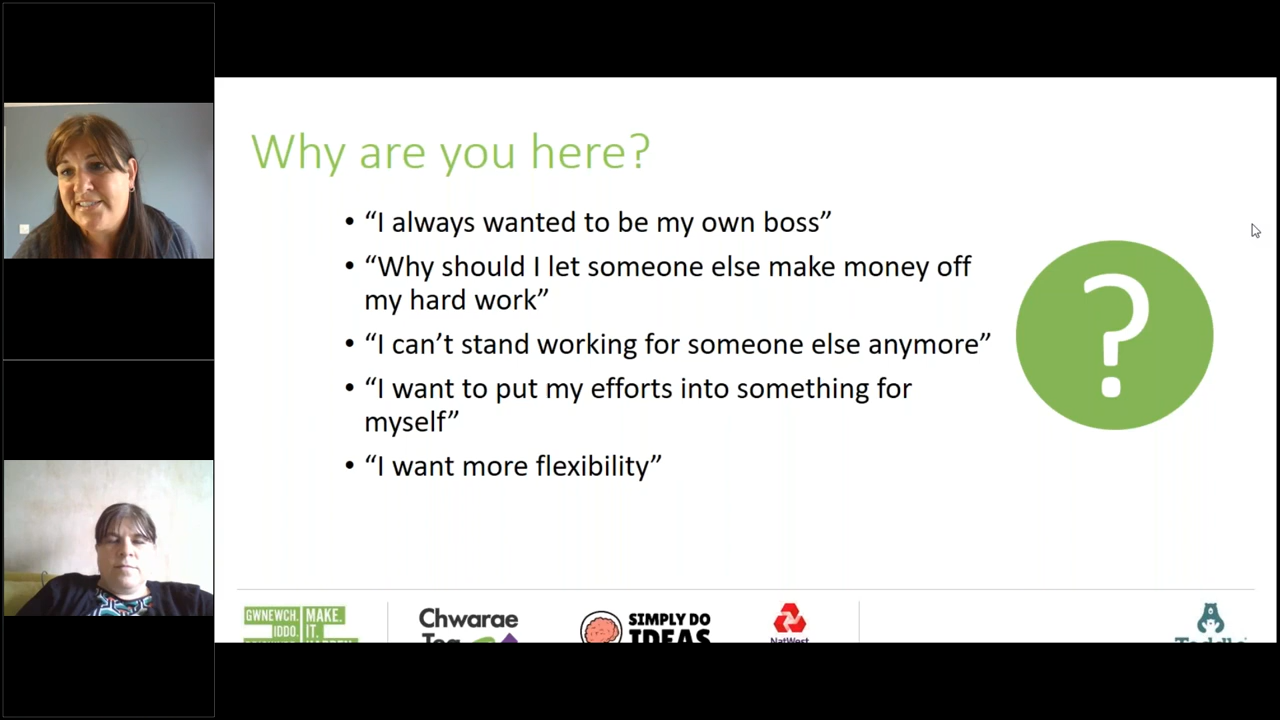 Why are you here?
• “I always wanted to be my own boss”
• “Why should I let someone else make money off
my hard work”
• “I can’t stand working for someone else anymore”
• “I want to put my efforts into something for
myself”
• “I want more flexibility”
?
GWNEWCH. MAKE.
IDDO. IT.
Chwarae
SIMPLY DO
IDEAS
NatWest